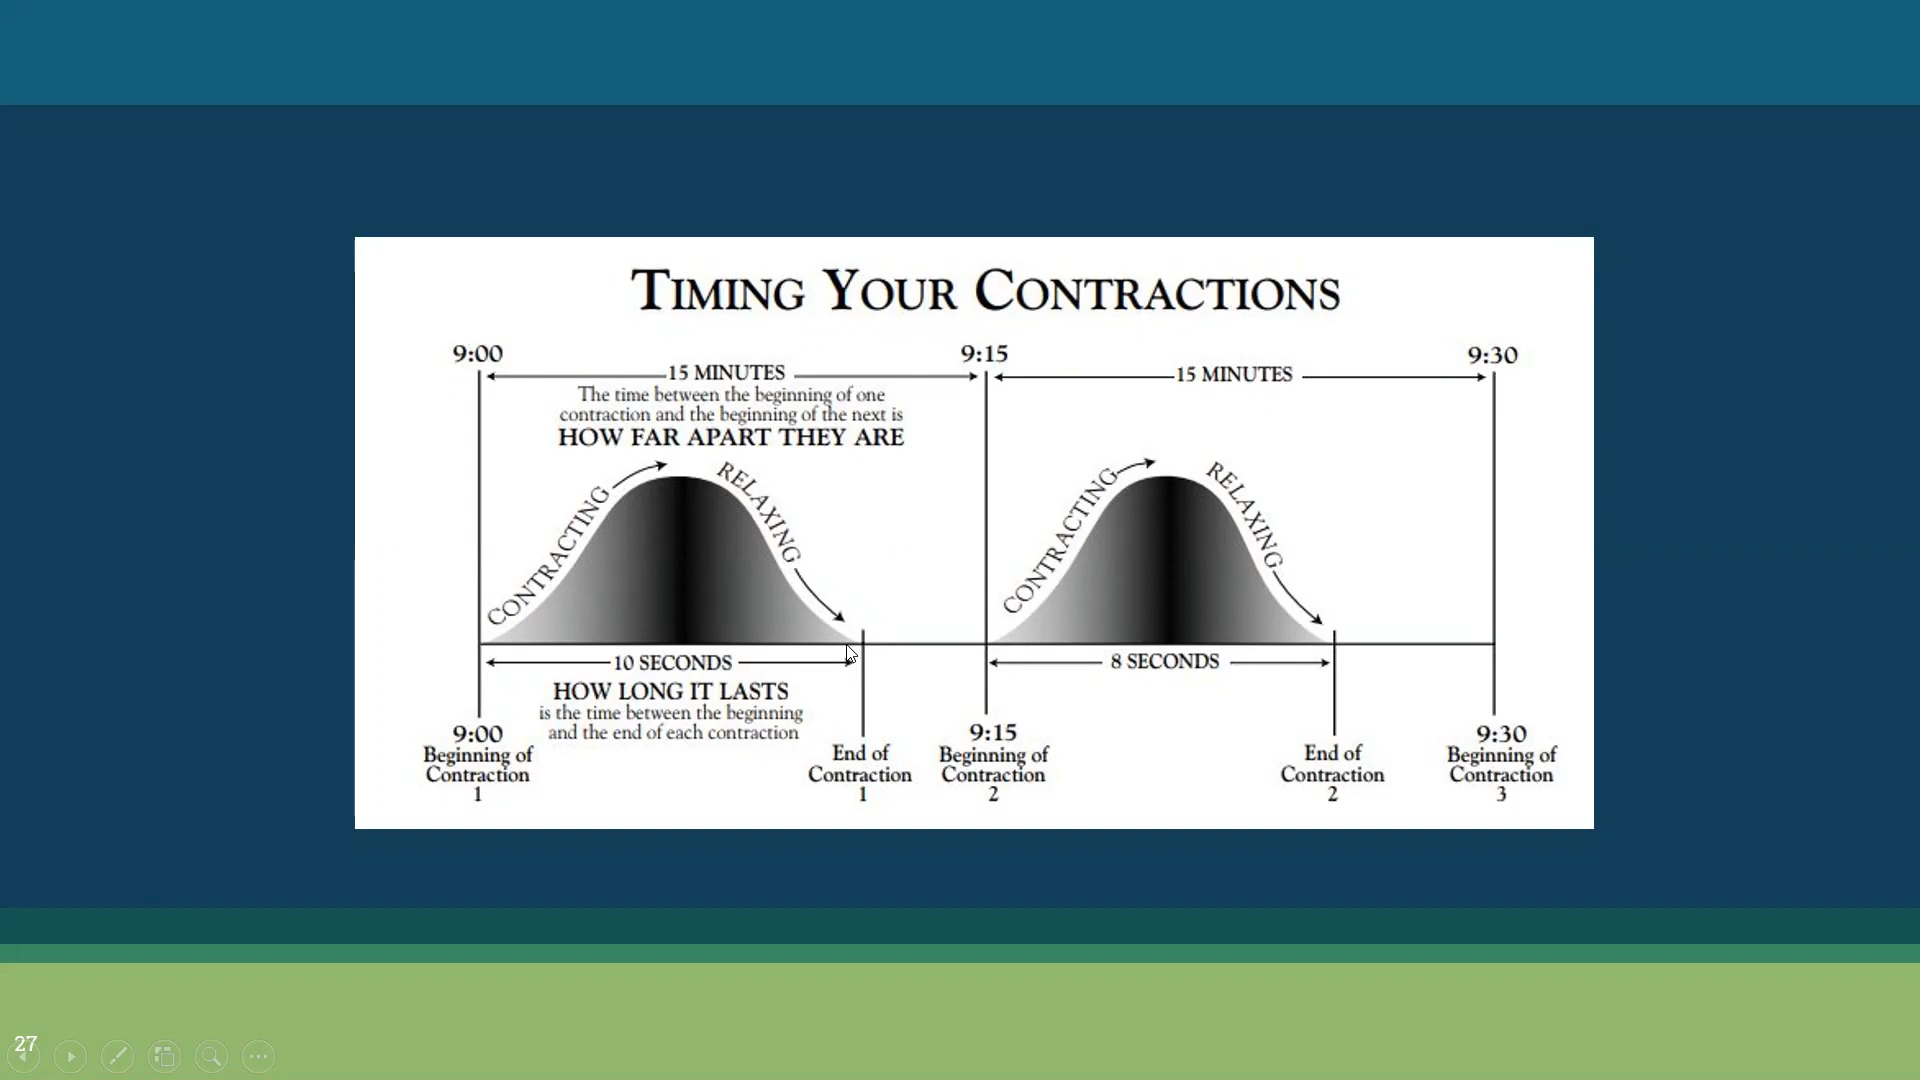 TIMING YOUR CONTRACTIONS
9:00
9:15
9:30
15 MINUTES
15 MINUTES
The time between the beginning of one
contraction and the beginning of the next is
HOW FAR APART THEY ARE
CONTRACTING
RELAXING
CONTRACTING
RELAXING
10 SECONDS
8 SECONDS
HOW LONG IT LASTS
is the time between the beginning
and the end of each contraction
9:00
Beginning of
Contraction
1
End of
Contraction
1
9:15
Beginning of
Contraction
2
End of
Contraction
2
9:30
Beginning of
Contraction
3
27